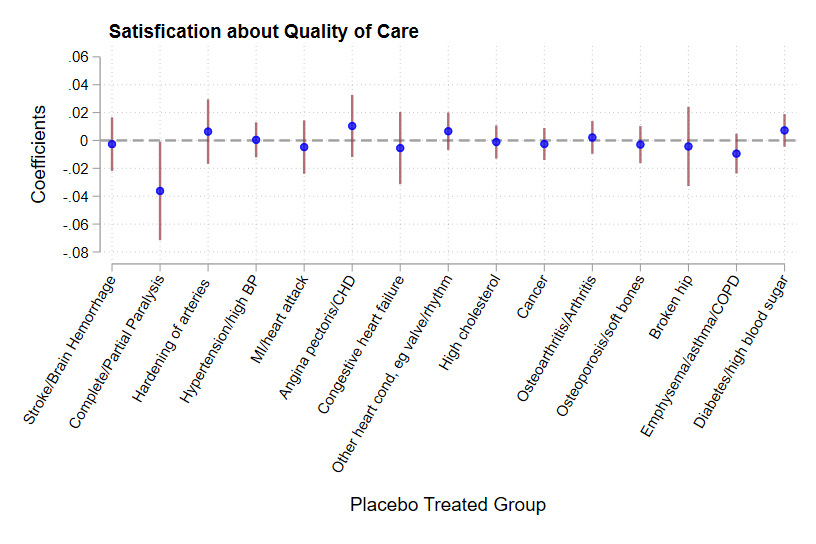 Satisfication about Quality of Care
.06
.04
.02
0
-.02
-.04
-.06
-.08
Coefficients
Stroke/Brain Hemorrhage
Complete/Partial Paralysis
Hardening of arteries
Hypertension/high BP
MI/heart attack
Angina pectoris/CHD
Congestive heart failure
Other heart cond, eg valve/rhythm
High cholesterol
Cancer
Osteoarthritis/Arthritis
Osteoporosis/soft bones
Broken hip
Emphysema/asthma/COPD
Diabetes/high blood sugar
Placebo Treated Group